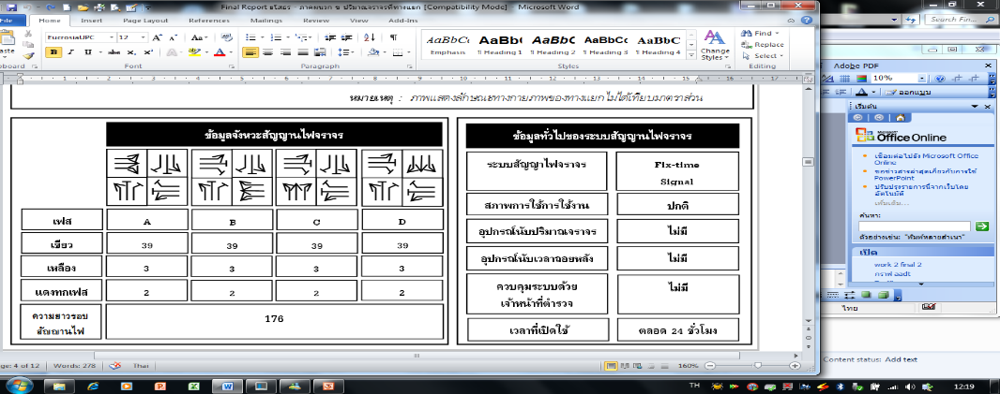 Final Report ธโสธร - ภาคผนวก ข ปริมาณจราจรที่ทางแยก [Compatibility Mode] - Microsoft Word
File
Home
Insert
Page Layout
References
Mailings
Review
View
Add-Ins
EucrosiaUPC
12
Font
Paragraph
AaBbCc
Emphasis
AaBbC
¶ Heading 1
AaBbC
¶ Heading 2
AaBbCc
¶ Heading 3
AaBbC
¶ Heading 4
Styles
Change
Styles
Find
Replace
Select
Editing
Search Fin...
Adobe PDF
10%
ออกแบบ
หมายเหตุ : ภาพแสดงลักษณะทางกายภาพของทางแยก ไม่ได้เทียบมาตราส่วน
ข้อมูลจังหวะสัญญานไฟจราจร
เฟส A B C D
เขียว 39 39 39 39
เหลือง 3 3 3 3
แดงทกเฟส 2 2 2 2
ความยาวรอบ
สัญญานไฟ
176
ข้อมูลทั่วไปของระบบสัญญานไฟจราจร
ระบบสัญญาไฟจราจร
Fix-time
Signal
สภาพการใช้การใช้งาน ปกติ
อุปกรณ์นับปริมาณเจราจร ไม่มี
อุปกรณ์นับเวลาถอยหลัง ไม่มี
ควบคุมระบบด้วย
เจ้าหน้าที่ตำรวจ
ไม่มี
เวลาที่เปิดใช้ ตลอด 24 ชั่วโมง
เริ่มต้น
Office Online
เชื่อมต่อไปยัง Microsoft Office
Online
ขอข่าวสารล่าสุดเกี่ยวกับการใช้
PowerPoint
ปรับปรุงรายการนี้จากเว็บโดย
อัตโนมัติ
เพิ่มเติม...
ค้นหา:
ตัวอย่างเช่น: "พิมพ์หลายสำเนา"
เปิด
work 2 final 2
กราฟ aadt
ไทย
Content status: Add text
Page: 4 of 12
Words: 278
Thai
160%
TH
12:19